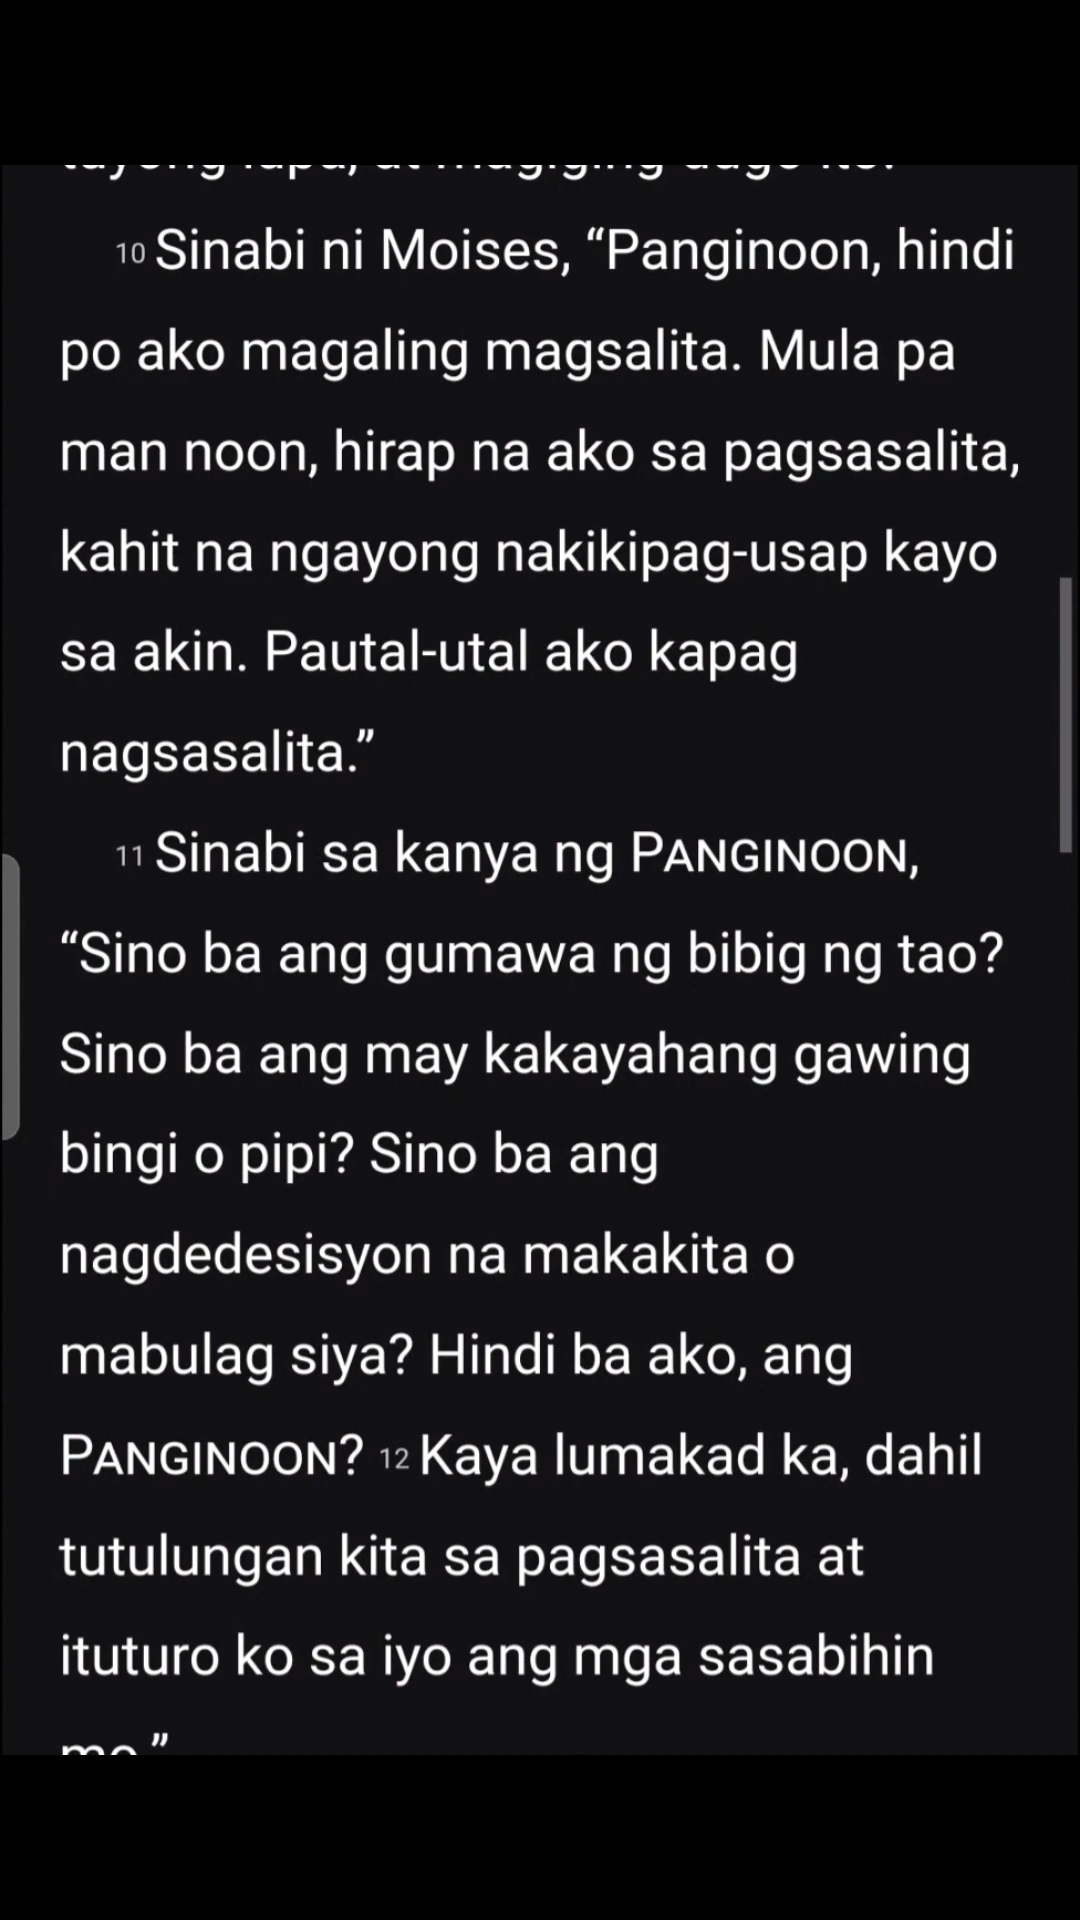 10 Sinabi ni Moises, “Panginoon, hindi
po ako magaling magsalita. Mula pa
man noon, hirap na ako sa pagsasalita,
kahit na ngayong nakikipag-usap kayo
sa akin. Pautal-utal ako kapag
nagsasalita.”
11 Sinabi sa kanya ng PANGINOON,
“Sino ba ang gumawa ng bibig ng tao?
Sino ba ang may kakayahang gawing
bingi o pipi? Sino ba ang
nagdedesisyon na makakita o
mabulag siya? Hindi ba ako, ang
PANGINOON? 12 Kaya lumakad ka, dahil
tutulungan kita sa pagsasalita at
ituturo ko sa iyo ang mga sasabihin